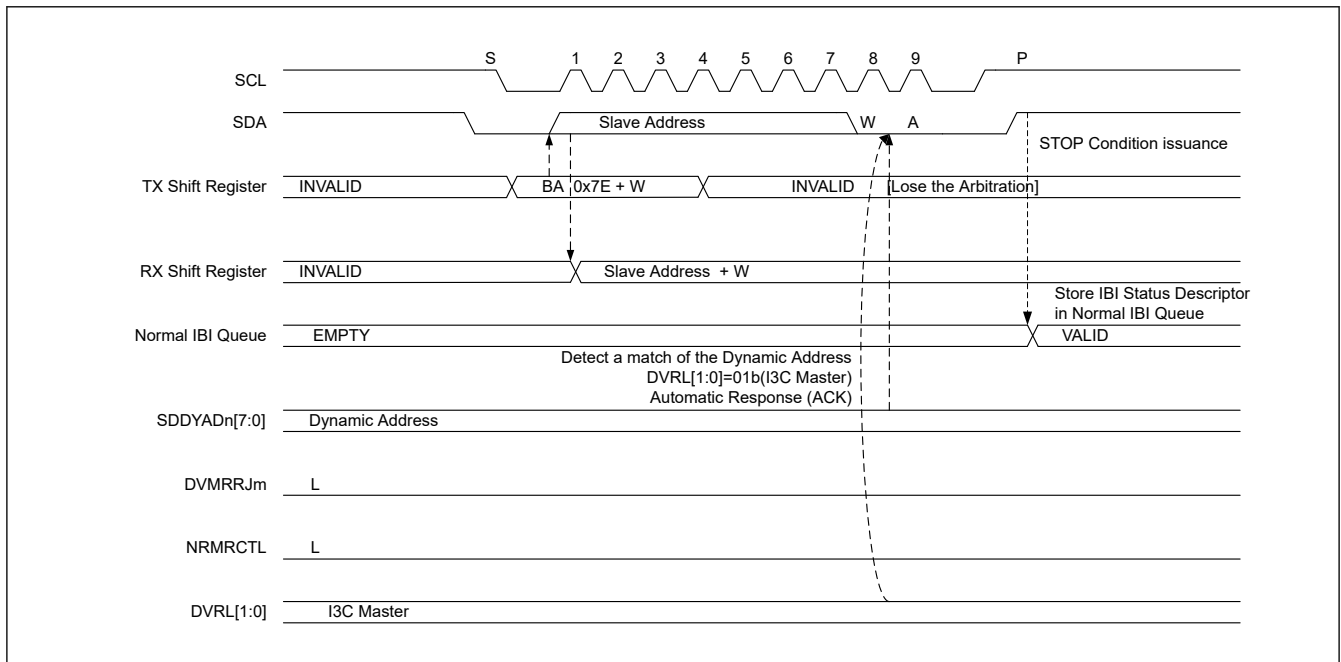 S 1 2 3 4 5 6 7 8 9 P
SCL
SDA Slave Address W A
STOP Condition issuance
TX Shift Register INVALID BA 0x7E + W INVALID [Lose the Arbitration]
RX Shift Register INVALID Slave Address + W
Store IBI Status Descriptor
in Normal IBI Queue
Normal IBI Queue EMPTY VALID
Detect a match of the Dynamic Address
DVRL[1:0]=01b(I3C Master)
Automatic Response (ACK)
SDDYADn[7:0] Dynamic Address
DVMRRJm L
NRMRCTL L
DVRL[1:0] I3C Master